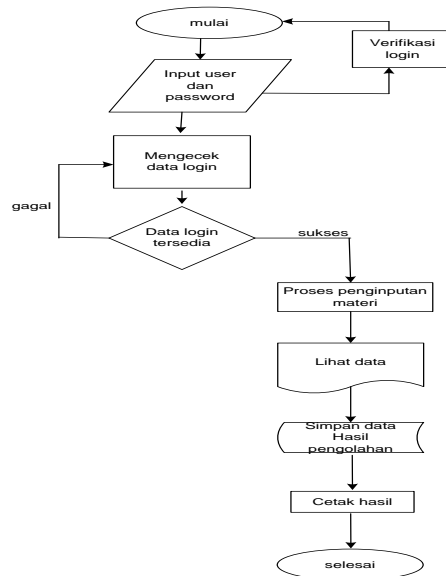 mulai
Verifikasi
login
Input user
dan
password
Mengecek
data login
gagal
Data login
tersedia
sukses
Proses penginputan
materi
Lihat data
Simpan data
Hasil
pengolahan
Cetak hasil
selesai